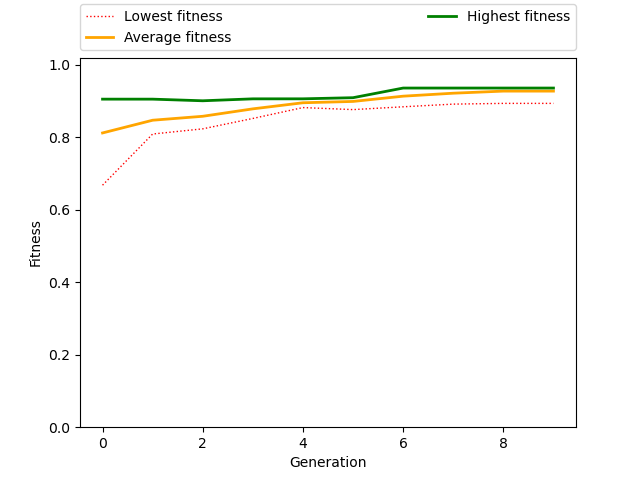 Lowest fitness
Average fitness
Highest fitness
1.0
0.8
0.6
0.4
0.2
0.0
Fitness
0 2 4 6 8
Generation